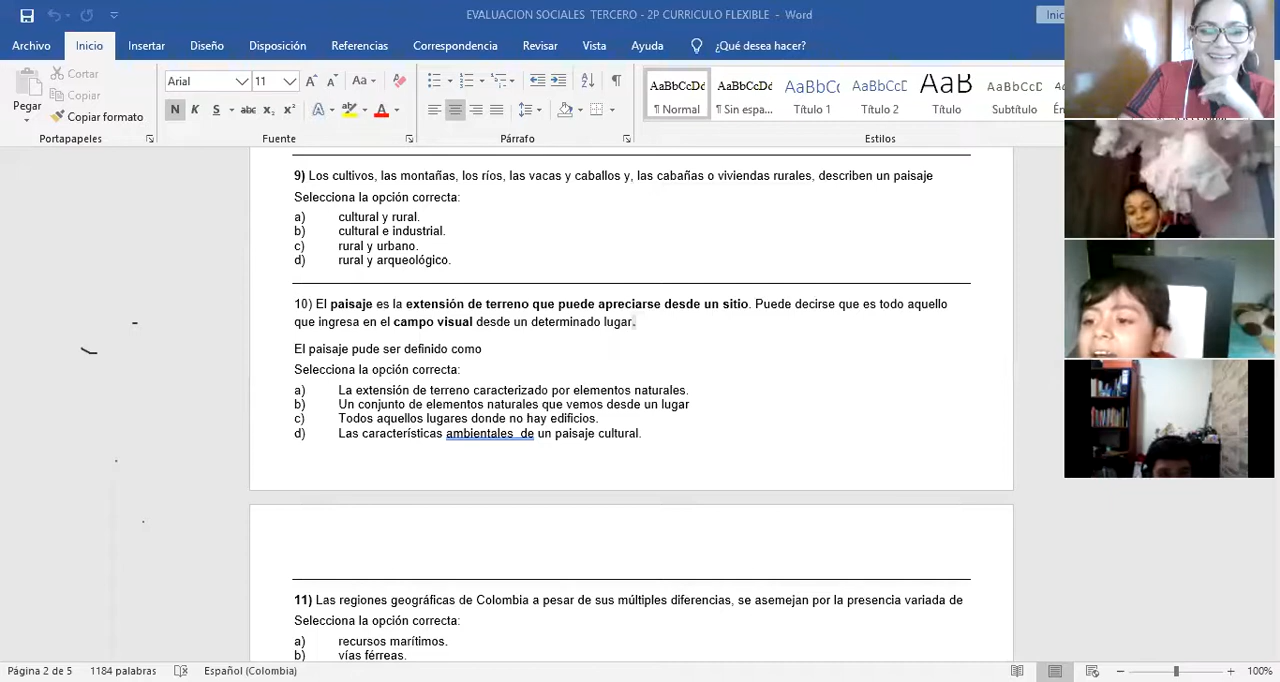 EVALUACION SOCIALES TERCERO - 2P CURRICULO FLEXIBLE - Word
Archivo Inicio Insertar Diseño Disposición Referencias Correspondencia Revisar Vista Ayuda ¿Qué desea hacer?
Pegar
Cortar
Copiar
Copiar formato
Portapapeles
Arial 11
N K S abc x₂ x²
Fuente
Párrafo
AaBbCcDd AaBbCcDd AaBbCc AaBbCcD AaB AaBbCcD
¶ Normal ¶ Sin espa... Título 1 Título 2 Título Subtítulo
Estilos
9) Los cultivos, las montañas, los ríos, las vacas y caballos y, las cabañas o viviendas rurales, describen un paisaje
Selecciona la opción correcta:
a) cultural y rural.
b) cultural e industrial.
c) rural y urbano.
d) rural y arqueológico.
10) El paisaje es la extensión de terreno que puede apreciarse desde un sitio. Puede decirse que es todo aquello
que ingresa en el campo visual desde un determinado lugar.
El paisaje pude ser definido como
Selecciona la opción correcta:
a) La extensión de terreno caracterizado por elementos naturales.
b) Un conjunto de elementos naturales que vemos desde un lugar
c) Todos aquellos lugares donde no hay edificios.
d) Las características ambientales de un paisaje cultural.
11) Las regiones geográficas de Colombia a pesar de sus múltiples diferencias, se asemejan por la presencia variada de
Selecciona la opción correcta:
a) recursos marítimos.
b) vías férreas.
Página 2 de 5 1184 palabras Español (Colombia) 100%